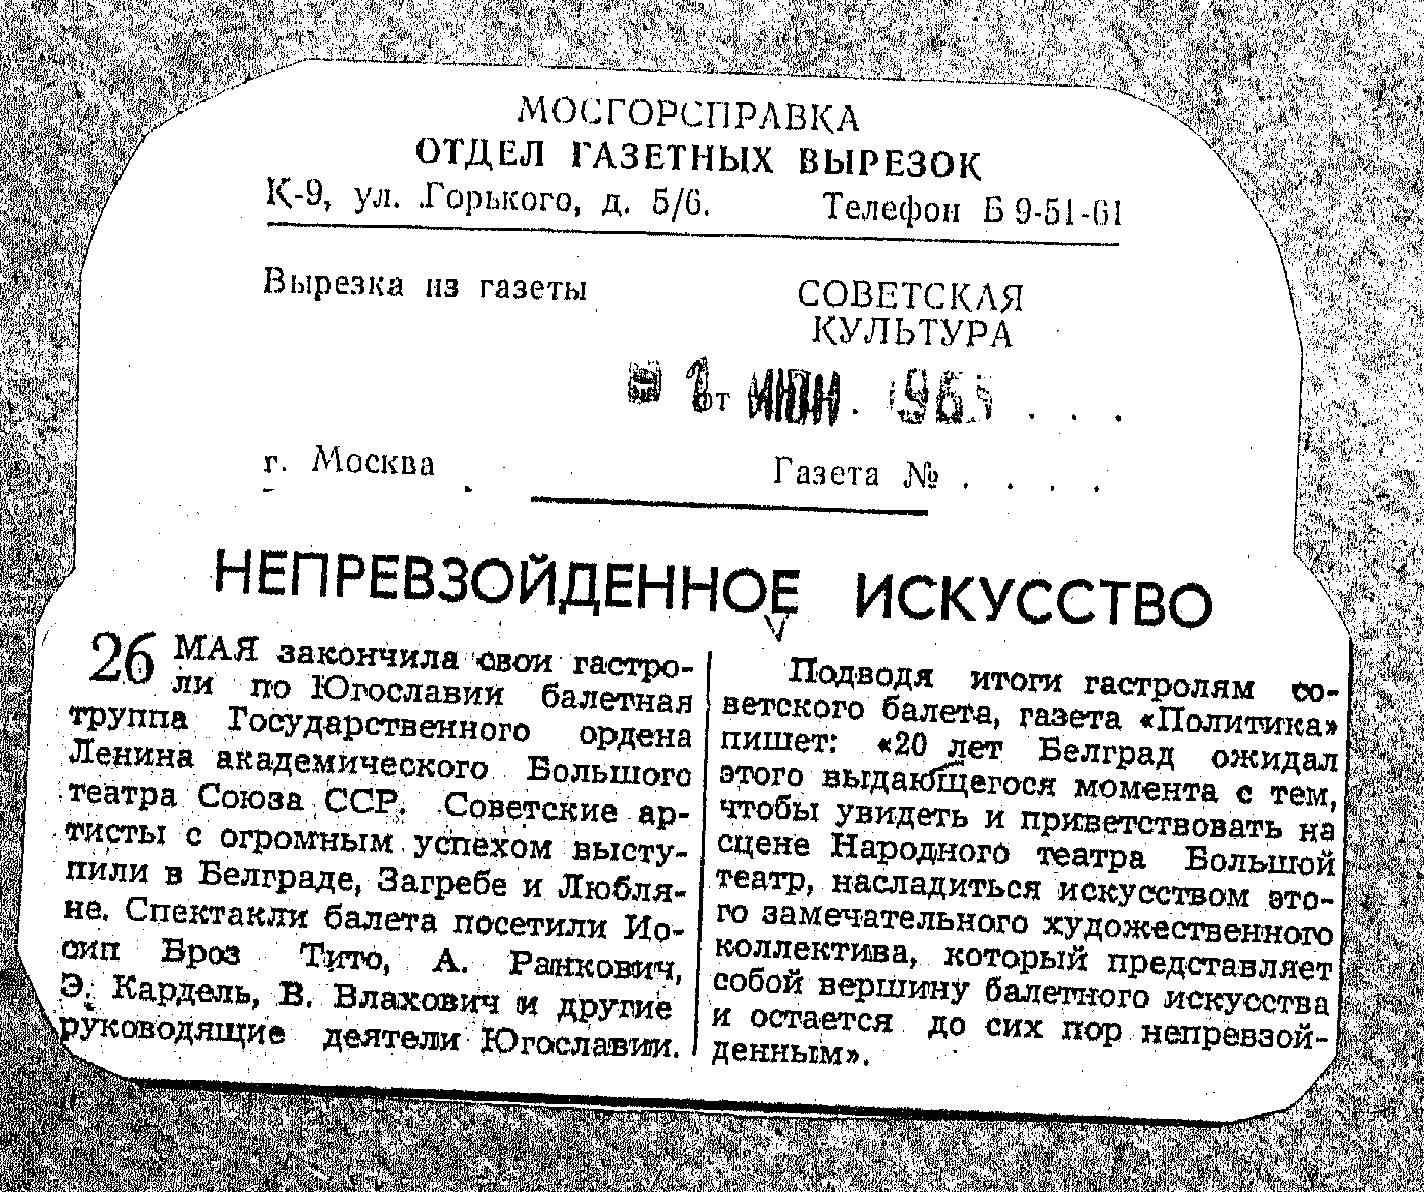 МОСГОРСПРАВКА
ОТДЕЛ ГАЗЕТНЫХ ВЫРЕЗОК
К-9, ул. Горького, д. 5/6. Телефон Б 9-51-61
Вырезка из газеты СОВЕТСКАЯ
КУЛЬТУРА
от ИЮН . . . .
г. Москва . Газета № . . . .
НЕПРЕВЗОЙДЕННОЕ ИСКУССТВО
26 МАЯ закончила свои гастро-
ли по Югославии балетная
труппа Государственного ордена
Ленина академического Большого
театра Союза ССР. Советские ар-
тисты с огромным успехом высту-
пили в Белграде, Загребе и Любля-
не. Спектакли балета посетили Ио-
сип Броз Тито, А. Ранкович,
Э. Кардель, В. Влахович и другие
руководящие деятели Югославии.
Подводя итоги гастролям со-
ветского балета, газета «Политика»
пишет: «20 лет Белград ожидал
этого выдающегося момента с тем,
чтобы увидеть и приветствовать на
сцене Народного театра Большой
театр, насладиться искусством это-
го замечательного художественного
коллектива, который представляет
собой вершину балетного искусства
и остается до сих пор непревзой-
денным».